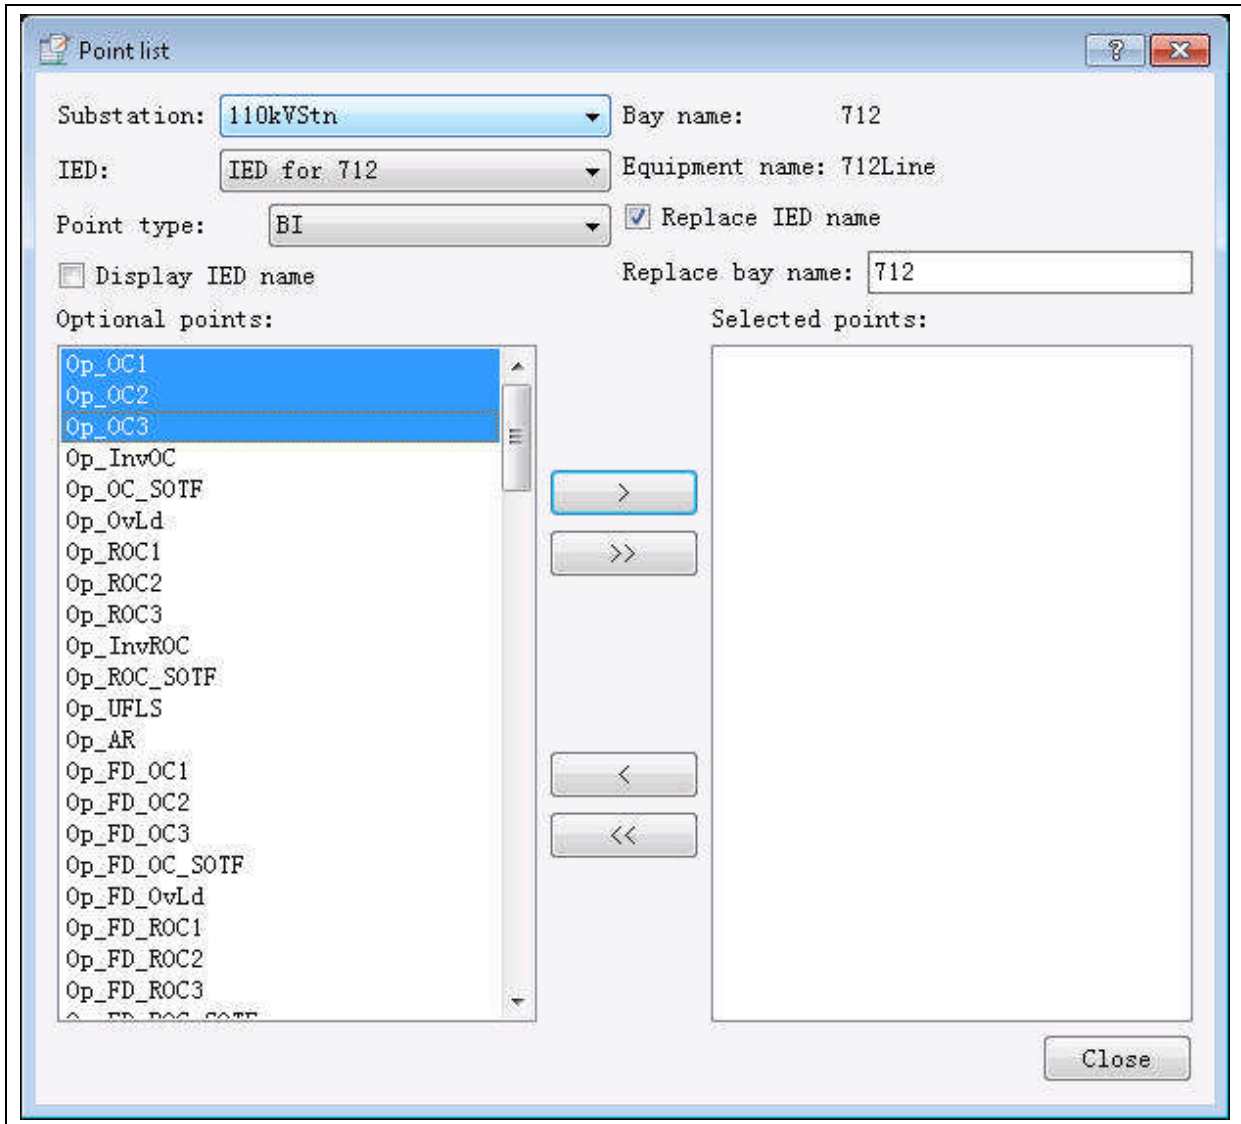 Point list
?
Substation: 110kVStn Bay name: 712
IED: IED for 712 Equipment name: 712Line
Point type: BI Replace IED name
Display IED name Replace bay name: 712
Optional points: Selected points:
Op_OC1
Op_OC2
Op_OC3
Op_InvOC
Op_OC_SOTF
Op_OvLd
Op_ROC1
Op_ROC2
Op_ROC3
Op_InvROC
Op_ROC_SOTF
Op_UFLS
Op_AR
Op_FD_OC1
Op_FD_OC2
Op_FD_OC3
Op_FD_OC_SOTF
Op_FD_OvLd
Op_FD_ROC1
Op_FD_ROC2
Op_FD_ROC3
>
>>
<
<<
Close